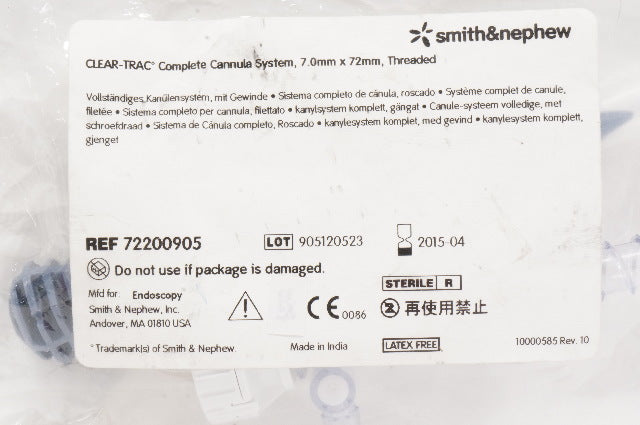 smith&nephew
CLEAR-TRAC° Complete Cannula System, 7.0mm x 72mm, Threaded
Vollständiges Kanülensystem, mit Gewinde • Sistema completo de cánula, roscado • Système complet de canule,
filetée • Sistema completo per cannula, filettato • kanylsystem komplett, gängat • Canule-systeem volledige, met
schroefdraad • Sistema de Cânula completo, Roscado • kanylesystem komplet, med gevind • kanylesystem komplett,
gjenget
REF 72200905 LOT 905120523 2015-04
Do not use if package is damaged.
STERILE R
Mfd for: Endoscopy
Smith & Nephew, Inc.
Andover, MA 01810 USA
CE 0086
2 再使用禁止
°Trademark(s) of Smith & Nephew.
Made in India
LATEX FREE
10000585 Rev. 10